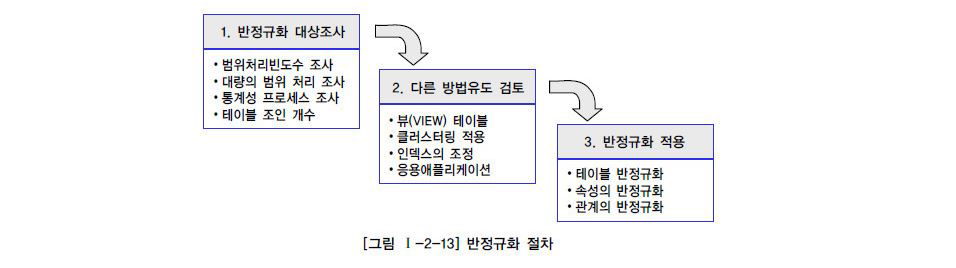 1. 반정규화 대상조사
• 범위처리빈도수 조사
• 대량의 범위 처리 조사
• 통계성 프로세스 조사
• 테이블 조인 개수
2. 다른 방법유도 검토
• 뷰(VIEW) 테이블
• 클러스터링 적용
• 인덱스의 조정
• 응용애플리케이션
3. 반정규화 적용
• 테이블 반정규화
• 속성의 반정규화
• 관계의 반정규화
[그림 Ⅰ-2-13] 반정규화 절차